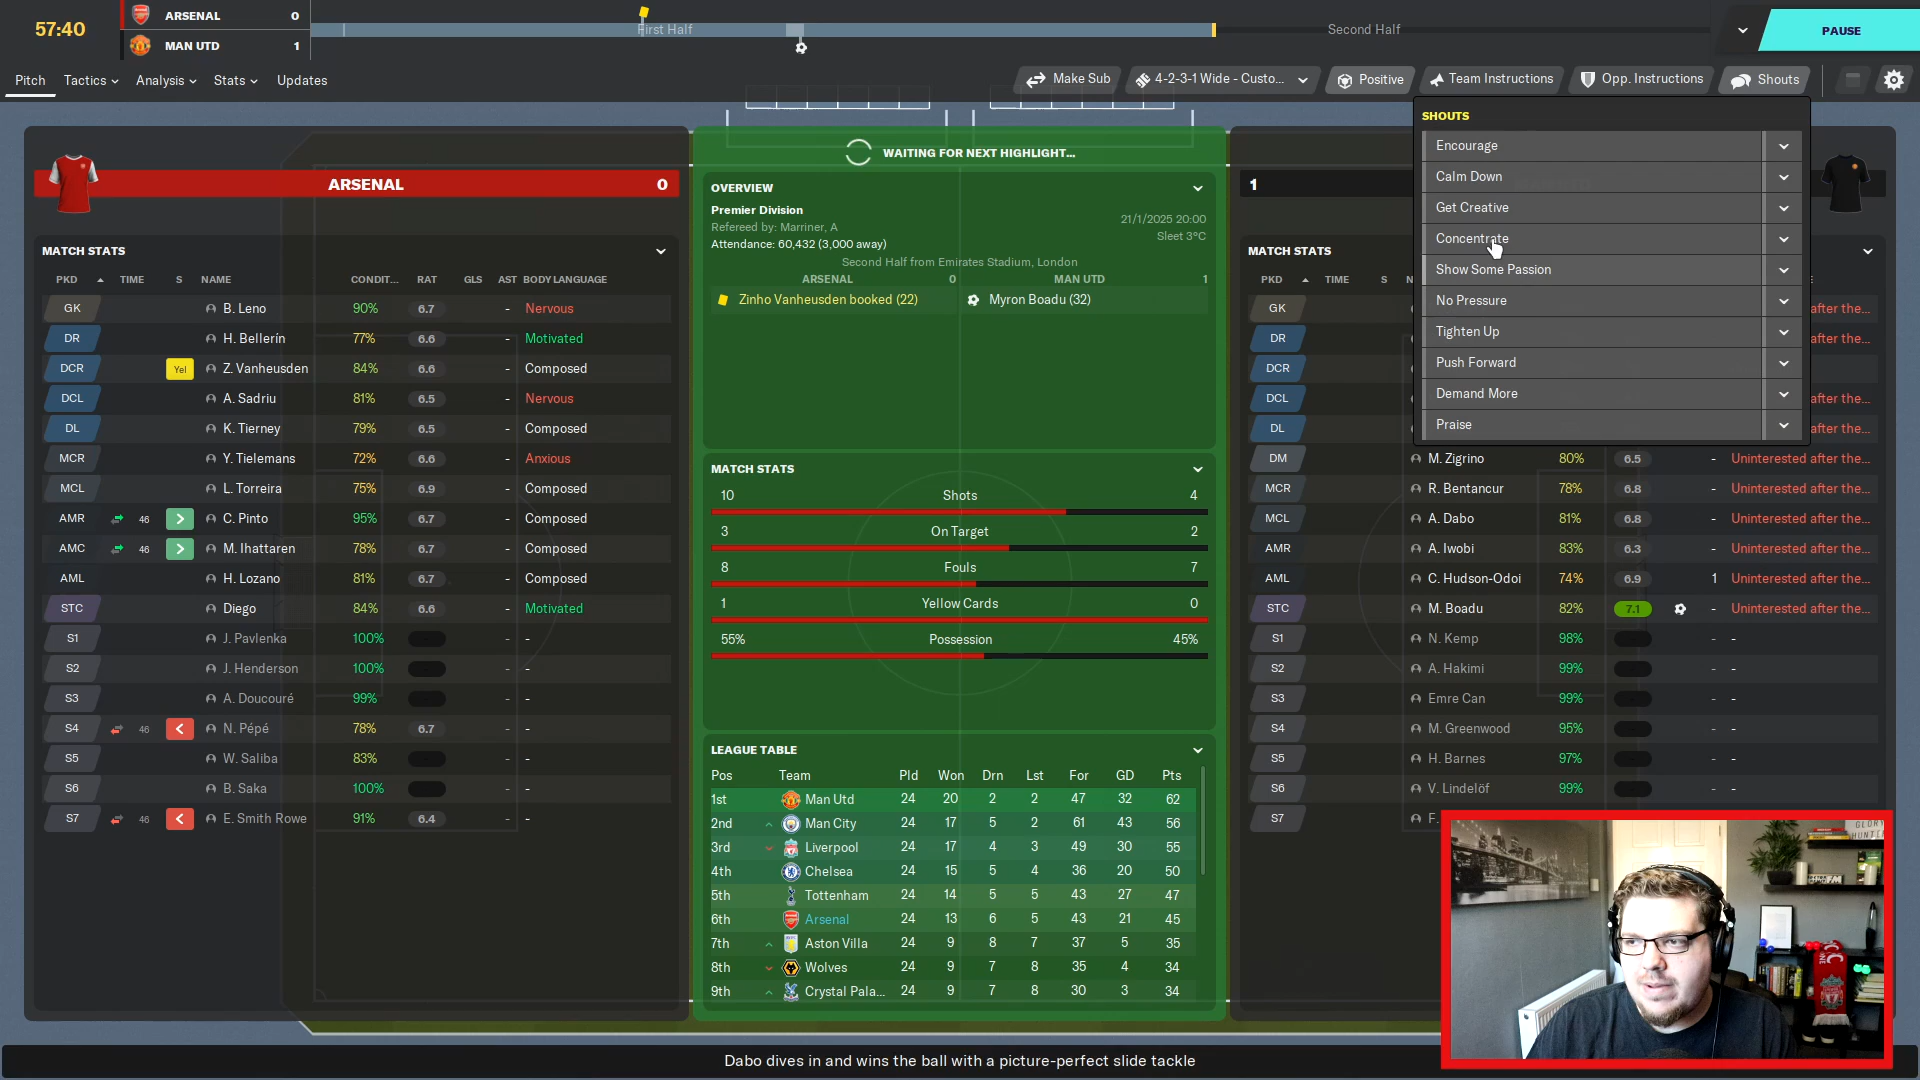 57:40
ARSENAL 0
MAN UTD 1
First Half
Second Half
PAUSE
Pitch Tactics Analysis Stats Updates
Make Sub 4-2-3-1 Wide - Custo... Positive Team Instructions Opp. Instructions Shouts
SHOUTS
Encourage
Calm Down
Get Creative
Concentrate
Show Some Passion
No Pressure
Tighten Up
Push Forward
Demand More
Praise
ARSENAL 0
MATCH STATS
PKD TIME S NAME CONDIT... RAT GLS AST BODY LANGUAGE
GK B. Leno 90% 6.7 - Nervous
DR H. Bellerín 77% 6.6 - Motivated
DCR Yel Z. Vanheusden 84% 6.6 - Composed
DCL A. Sadriu 81% 6.5 - Nervous
DL K. Tierney 79% 6.5 - Composed
MCR Y. Tielemans 72% 6.6 - Anxious
MCL L. Torreira 75% 6.9 - Composed
AMR 46 C. Pinto 95% 6.7 - Composed
AMC 46 M. Ihattaren 78% 6.7 - Composed
AML H. Lozano 81% 6.7 - Composed
STC Diego 84% 6.6 - Motivated
S1 J. Pavlenka 100% - - -
S2 J. Henderson 100% - - -
S3 A. Doucouré 99% - - -
S4 46 N. Pépé 78% 6.7 - -
S5 W. Saliba 83% - - -
S6 B. Saka 100% - - -
S7 46 E. Smith Rowe 91% 6.4 - -
WAITING FOR NEXT HIGHLIGHT...
OVERVIEW
Premier Division
Refereed by: Marriner, A
Attendance: 60,432 (3,000 away)
21/1/2025 20:00
Sleet 3°C
Second Half from Emirates Stadium, London
ARSENAL 0 MAN UTD 1
Zinho Vanheusden booked (22) Myron Boadu (32)
MATCH STATS
10 Shots 4
3 On Target 2
8 Fouls 7
1 Yellow Cards 0
55% Possession 45%
LEAGUE TABLE
Pos Team Pld Won Drn Lst For GD Pts
1st Man Utd 24 20 2 2 47 32 62
2nd Man City 24 17 5 2 61 43 56
3rd Liverpool 24 17 4 3 49 30 55
4th Chelsea 24 15 5 4 36 20 50
5th Tottenham 24 14 5 5 43 27 47
6th Arsenal 24 13 6 5 43 21 45
7th Aston Villa 24 9 8 7 37 5 35
8th Wolves 24 9 7 8 35 4 34
9th Crystal Pala... 24 9 7 8 30 3 34
1
MATCH STATS
PKD TIME S
GK after the...
DR after the...
DCR
DCL after the...
DL after the...
DM M. Zigrino 80% 6.5 - Uninterested after the...
MCR R. Bentancur 78% 6.8 - Uninterested after the...
MCL A. Dabo 81% 6.8 - Uninterested after the...
AMR A. Iwobi 83% 6.3 - Uninterested after the...
AML C. Hudson-Odoi 74% 6.9 1 Uninterested after the...
STC M. Boadu 82% 7.1 - Uninterested after the...
S1 N. Kemp 98% - - -
S2 A. Hakimi 99% - - -
S3 Emre Can 99% - - -
S4 M. Greenwood 95% - - -
S5 H. Barnes 97% - - -
S6 V. Lindelöf 99% - - -
S7 F.
GLORY
HUNT
Dabo dives in and wins the ball with a picture-perfect slide tackle